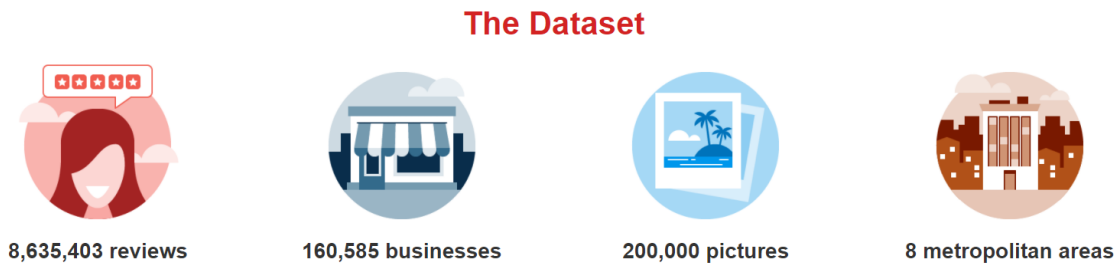 The Dataset
8,635,403 reviews
160,585 businesses
200,000 pictures
8 metropolitan areas